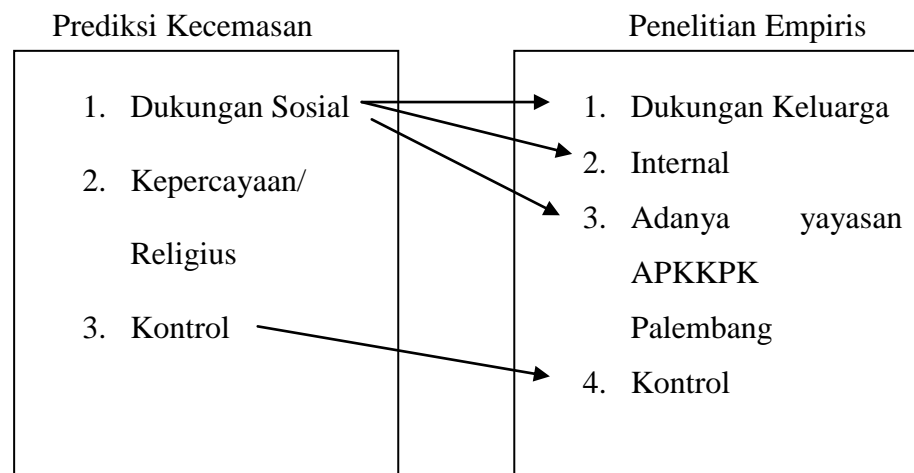 Prediksi Kecemasan
1. Dukungan Sosial
2. Kepercayaan/
Religius
3. Kontrol
Penelitian Empiris
1. Dukungan Keluarga
2. Internal
3. Adanya yayasan
APKKPK
Palembang
4. Kontrol